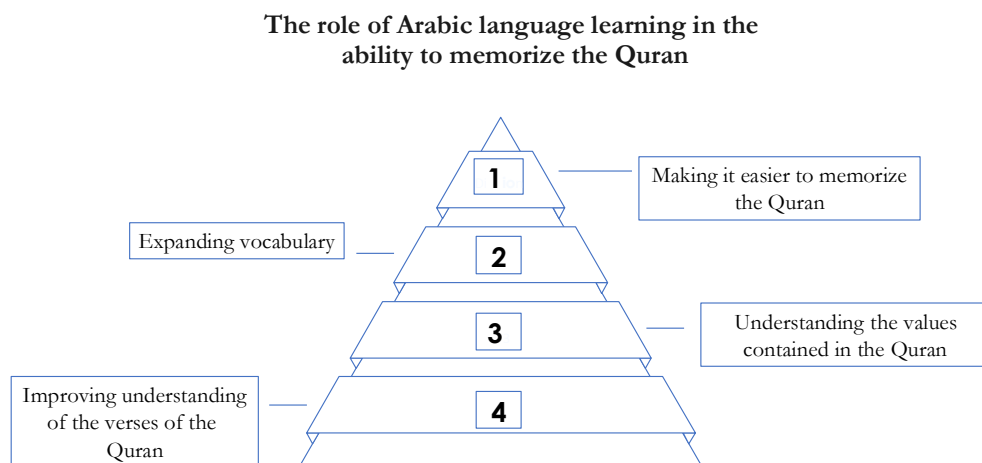 The role of Arabic language learning in the
ability to memorize the Quran
1
Making it easier to memorize
the Quran
Expanding vocabulary
2
3
Understanding the values
contained in the Quran
Improving understanding
of the verses of the
Quran
4